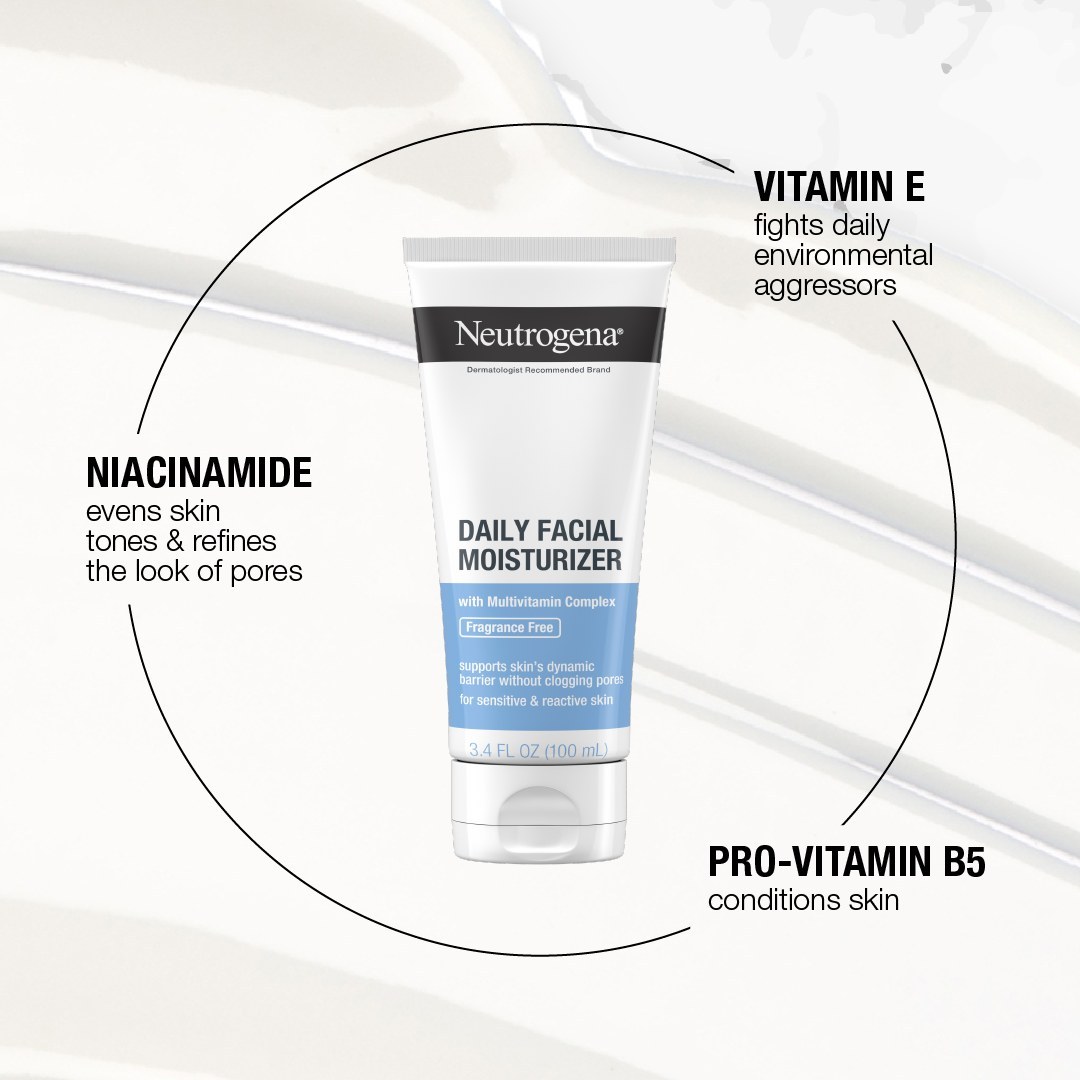 VITAMIN E
fights daily
environmental
aggressors
Neutrogena®
Dermatologist Recommended Brand
NIACINAMIDE
evens skin
tones & refines
the look of pores
DAILY FACIAL
MOISTURIZER
with Multivitamin Complex
Fragrance Free
supports skin's dynamic
barrier without clogging pores
for sensitive & reactive skin
3.4 FL OZ (100 mL)
PRO-VITAMIN B5
conditions skin